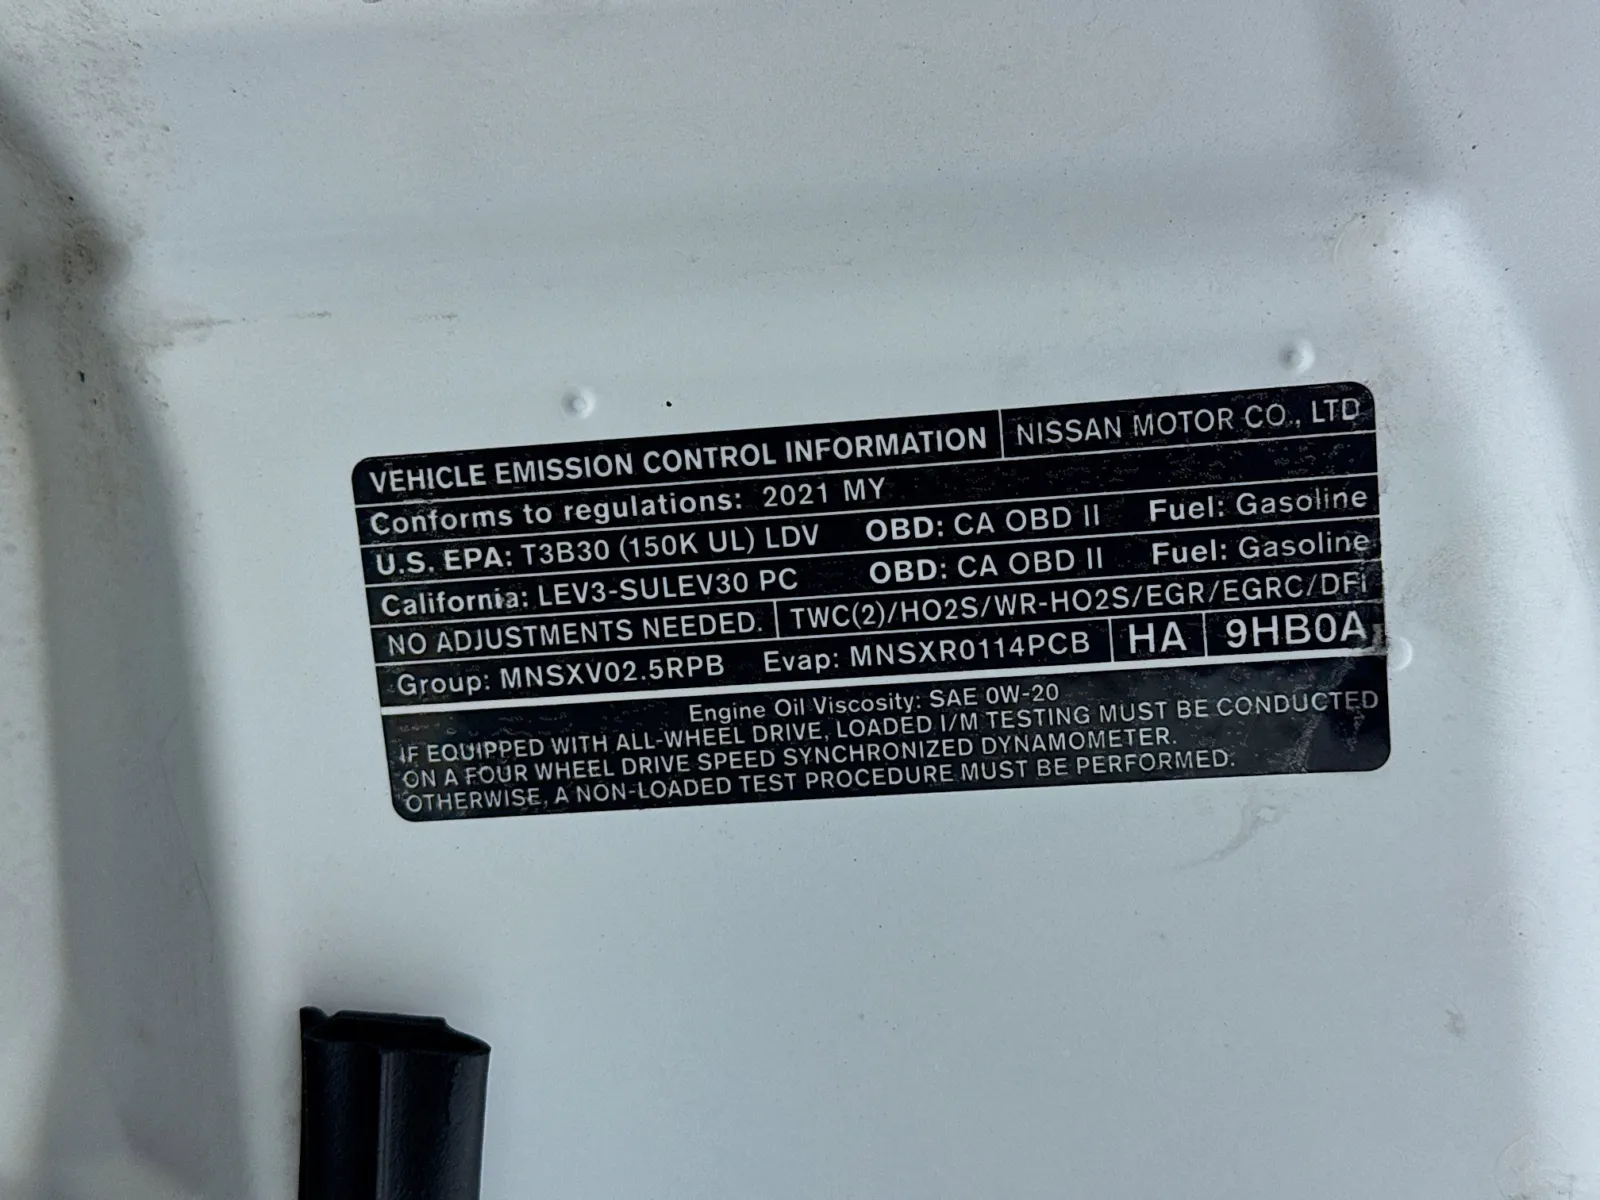 VEHICLE EMISSION CONTROL INFORMATION NISSAN MOTOR CO., LTD
Conforms to regulations: 2021 MY
U.S. EPA: T3B30 (150K UL) LDV OBD: CA OBD II Fuel: Gasoline
California: LEV3-SULEV30 PC OBD: CA OBD II Fuel: Gasoline
NO ADJUSTMENTS NEEDED. TWC(2)/HO2S/WR-HO2S/EGR/EGRC/DFI
Group: MNSXV02.5RPB Evap: MNSXR0114PCB HA 9HB0A
Engine Oil Viscosity: SAE 0W-20
IF EQUIPPED WITH ALL-WHEEL DRIVE, LOADED I/M TESTING MUST BE CONDUCTED
ON A FOUR WHEEL DRIVE SPEED SYNCHRONIZED DYNAMOMETER.
OTHERWISE, A NON-LOADED TEST PROCEDURE MUST BE PERFORMED.